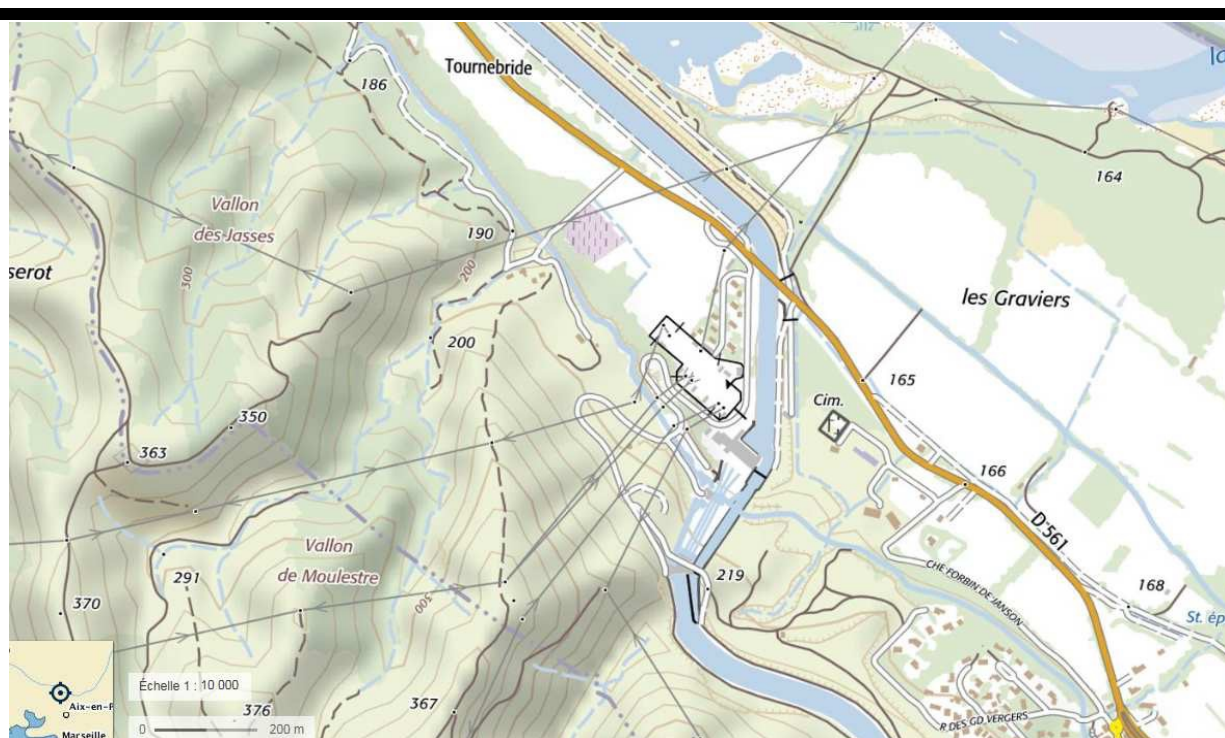 Tournebride
186
164
Vallon
des Jasses
190
200
300
serot
les Graviers
200
165
350
Cim.
363
166
D 561
Vallon
de Moulestre
291
219
CHE FORBIN DE JANSON
300
168
370
St. ép
Échelle 1 : 10 000
Aix-en-P
367
376
R DES GD VERGERS
0 200 m
Marseille